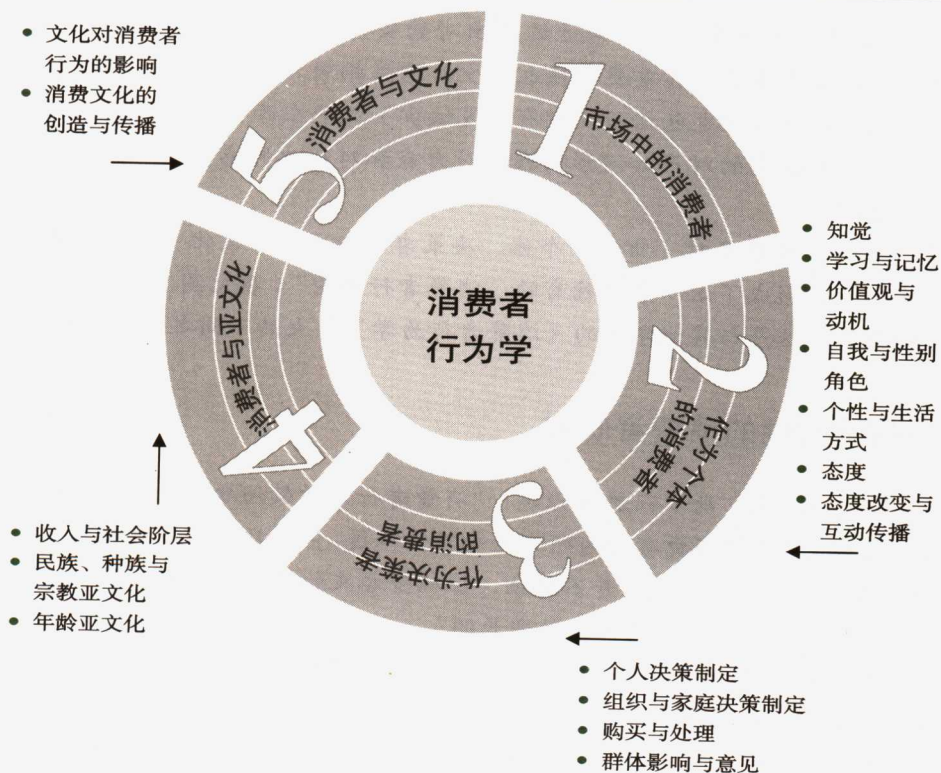 消费者
行为学
1
市场中的消费者
2
作为个体
的消费者
• 知觉
• 学习与记忆
• 价值观与
动机
• 自我与性别
角色
• 个性与生活
方式
• 态度
• 态度改变与
互动传播
3
作为决策者
的消费者
• 个人决策制定
• 组织与家庭决策制定
• 购买与处理
• 群体影响与意见
4
消费者与亚文化
• 收入与社会阶层
• 民族、种族与
宗教亚文化
• 年龄亚文化
5
消费者与文化
• 文化对消费者
行为的影响
• 消费文化的
创造与传播